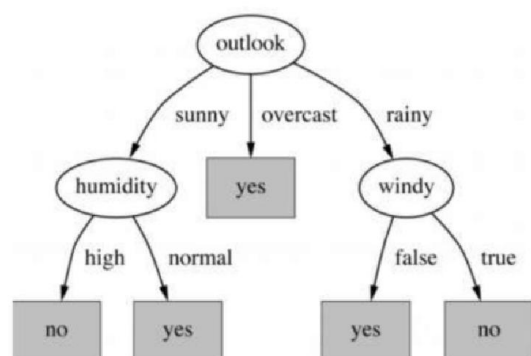 outlook
sunny overcast rainy
humidity yes windy
high normal false true
no yes yes no